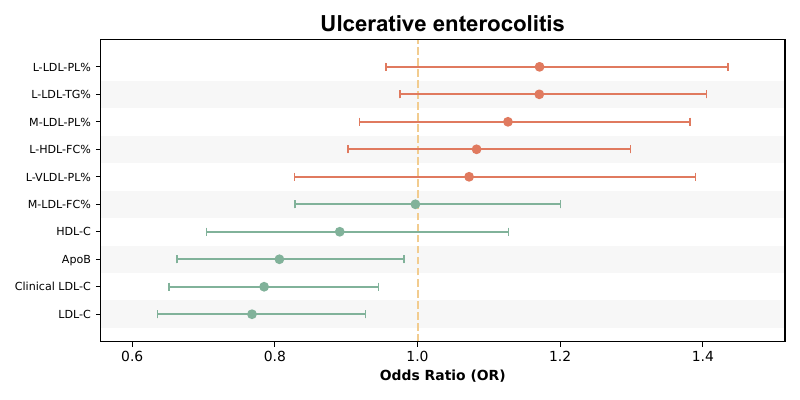 Ulcerative enterocolitis
L-LDL-PL%
L-LDL-TG%
M-LDL-PL%
L-HDL-FC%
L-VLDL-PL%
M-LDL-FC%
HDL-C
ApoB
Clinical LDL-C
LDL-C
0.6 0.8 1.0 1.2 1.4
Odds Ratio (OR)